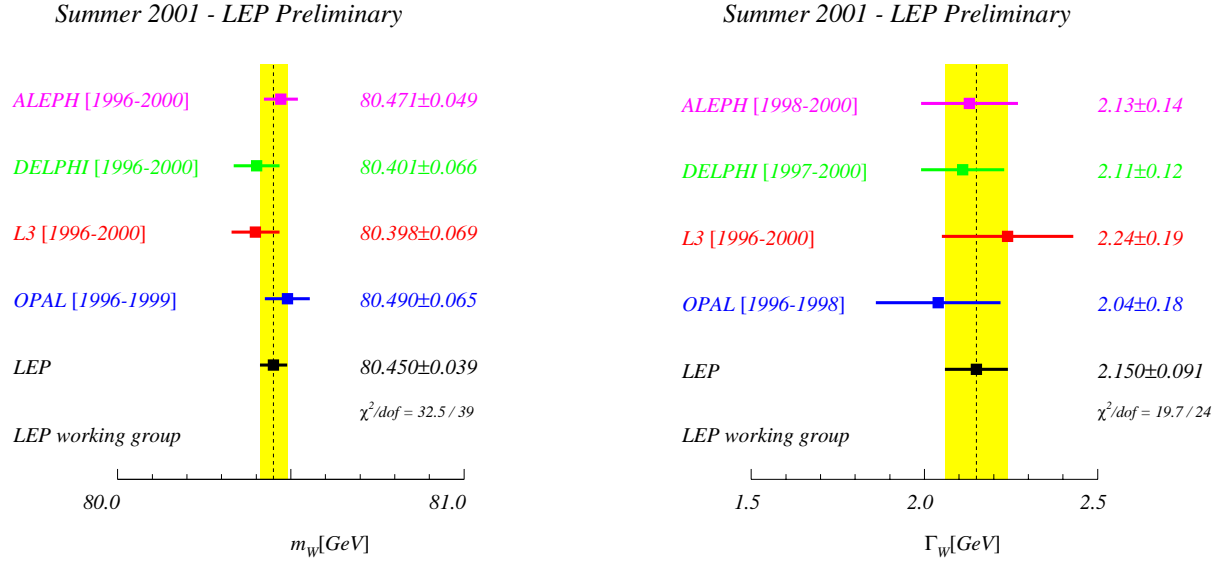 Summer 2001 - LEP Preliminary
ALEPH [1996-2000] 80.471±0.049
DELPHI [1996-2000] 80.401±0.066
L3 [1996-2000] 80.398±0.069
OPAL [1996-1999] 80.490±0.065
LEP 80.450±0.039
χ²/dof = 32.5 / 39
LEP working group
80.0 81.0
m_W[GeV]
Summer 2001 - LEP Preliminary
ALEPH [1998-2000] 2.13±0.14
DELPHI [1997-2000] 2.11±0.12
L3 [1996-2000] 2.24±0.19
OPAL [1996-1998] 2.04±0.18
LEP 2.150±0.091
χ²/dof = 19.7 / 24
LEP working group
1.5 2.0 2.5
Γ_W[GeV]